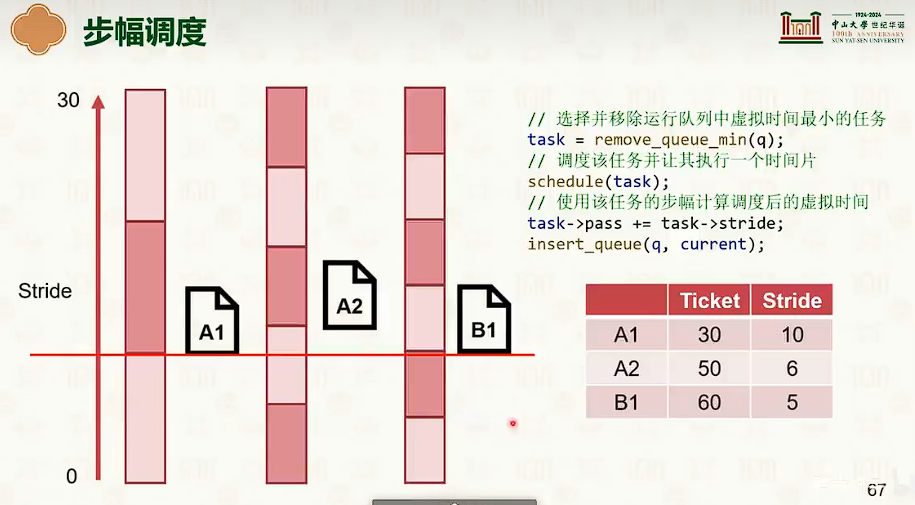 步幅调度
1924-2024
中山大學 世纪华诞
100th ANNIVERSARY
SUN YAT-SEN UNIVERSITY
30
Stride
0
A1
A2
B1
// 选择并移除运行队列中虚拟时间最小的任务
task = remove_queue_min(q);
// 调度该任务并让其执行一个时间片
schedule(task);
// 使用该任务的步幅计算调度后的虚拟时间
task->pass += task->stride;
insert_queue(q, current);
Ticket Stride
A1 30 10
A2 50 6
B1 60 5
67